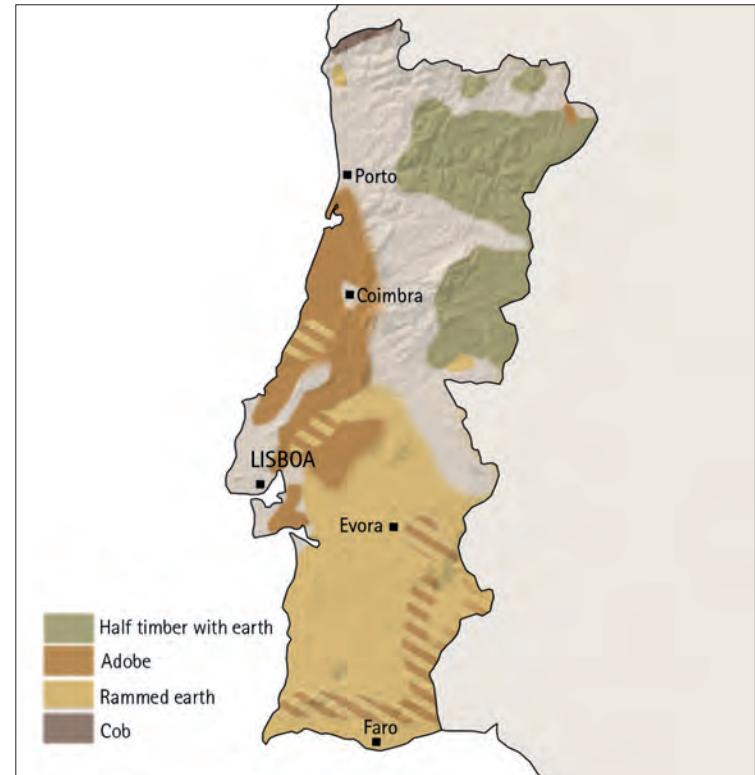 Porto
Coimbra
LISBOA
Evora
Half timber with earth
Adobe
Rammed earth
Cob
Faro